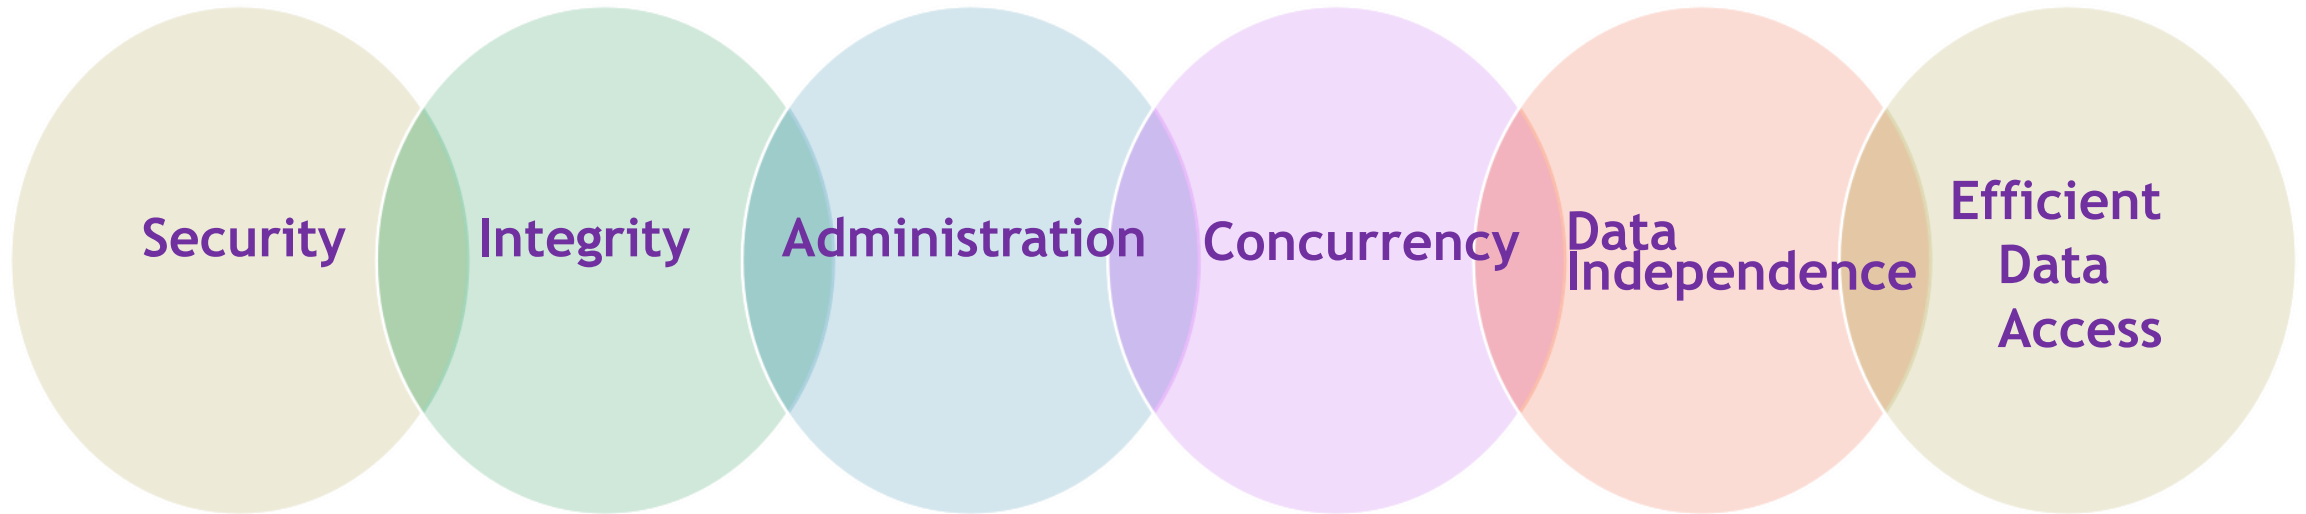 Security
Integrity
Administration
Concurrency
Data
Independence
Efficient
Data
Access